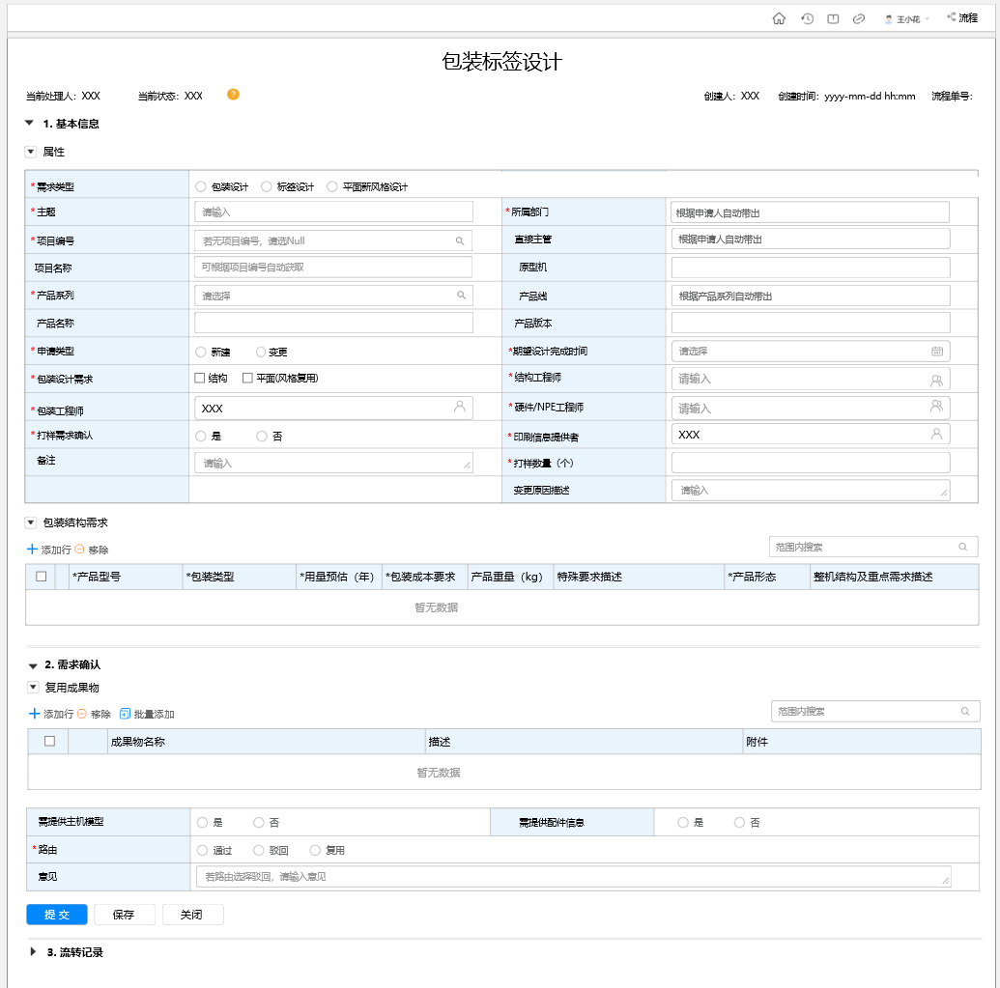 王小花 流程
包装标签设计
当前处理人：XXX 当前状态：XXX ? 创建人：XXX 创建时间：yyyy-mm-dd hh:mm 流程单号：
1. 基本信息
属性
*需求类型 包装设计 标签设计 平面新风格设计
*主题 请输入 *所属部门 根据申请人自动带出
*项目编号 若无项目编号，请选Null 直接主管 根据申请人自动带出
项目名称 可根据项目编号自动获取 原型机
*产品系列 请选择 产品线 根据产品系列自动带出
产品名称 产品版本
*申请类型 新建 变更 *期望设计完成时间 请选择
*包装设计需求 结构 平面(风格复用) *结构工程师 请输入
*包装工程师 XXX *硬件/NPE工程师 请输入
*打样需求确认 是 否 *印刷信息提供者 XXX
备注 请输入 *打样数量（个）
变更原因描述 请输入
包装结构需求
添加行 移除 范围内搜索
*产品型号 *包装类型 *用量预估（年） *包装成本要求 产品重量（kg） 特殊要求描述 *产品形态 整机结构及重点需求描述
暂无数据
2. 需求确认
复用成果物
添加行 移除 批量添加 范围内搜索
成果物名称 描述 附件
暂无数据
需提供主机模型 是 否 需提供配件信息 是 否
*路由 通过 驳回 复用
意见 若路由选择驳回，请输入意见
提 交 保存 关闭
3. 流转记录